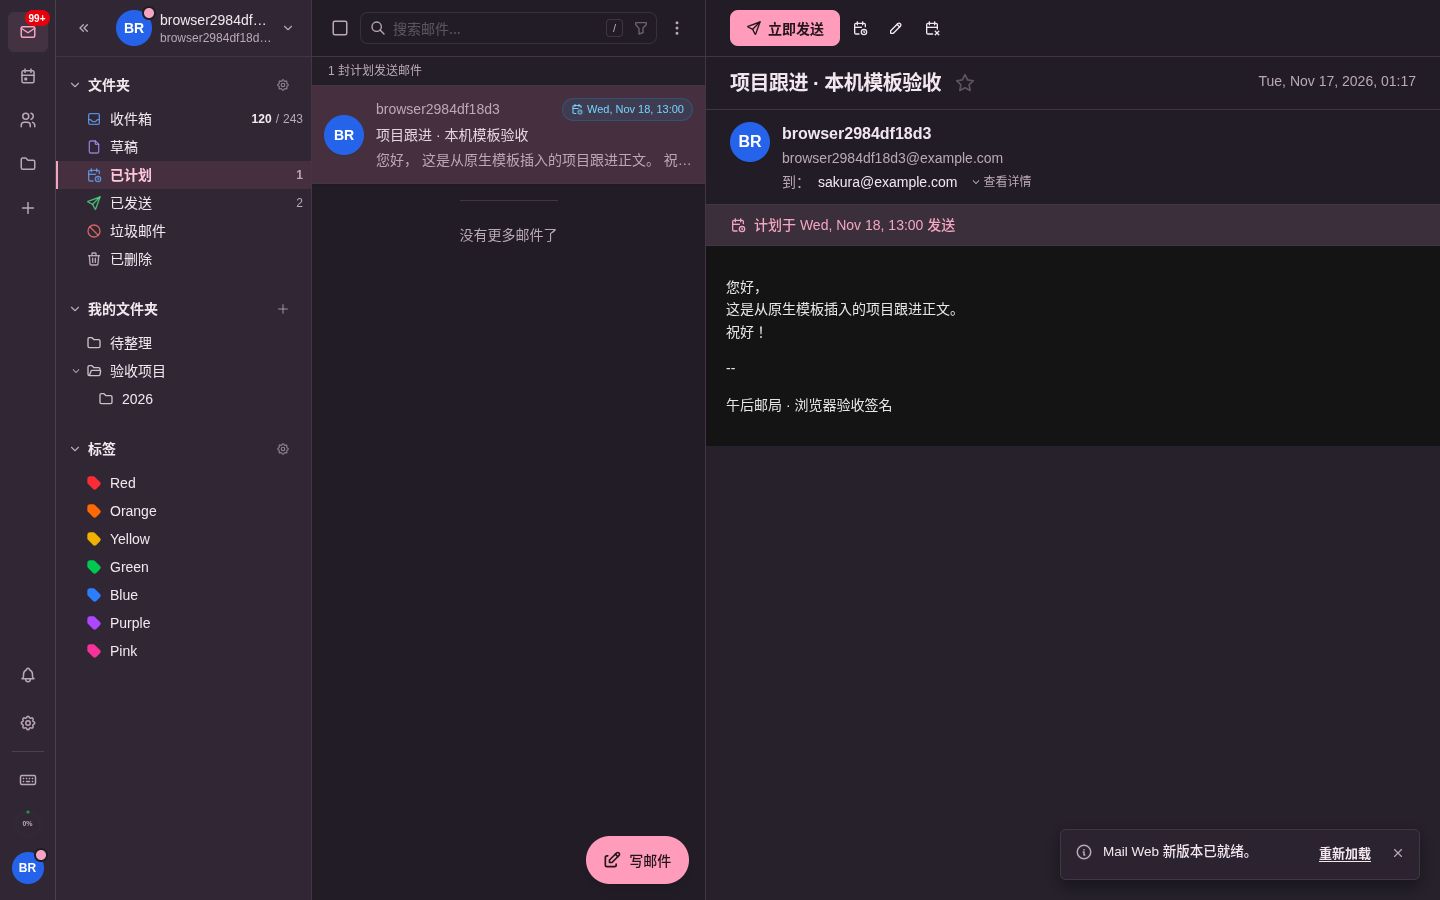 99+
BR
browser2984df…
browser2984df18d…
文件夹
收件箱
120 / 243
草稿
已计划
1
已发送
2
垃圾邮件
已删除
我的文件夹
待整理
验收项目
2026
标签
Red
Orange
Yellow
Green
Blue
Purple
Pink
0%
BR
搜索邮件...
/
1 封计划发送邮件
BR
browser2984df18d3
Wed, Nov 18, 13:00
项目跟进 · 本机模板验收
您好， 这是从原生模板插入的项目跟进正文。 祝…
没有更多邮件了
写邮件
立即发送
项目跟进 · 本机模板验收
Tue, Nov 17, 2026, 01:17
BR
browser2984df18d3
browser2984df18d3@example.com
到： sakura@example.com
查看详情
计划于 Wed, Nov 18, 13:00 发送
您好，
这是从原生模板插入的项目跟进正文。
祝好！
--
午后邮局 · 浏览器验收签名
Mail Web 新版本已就绪。
重新加载